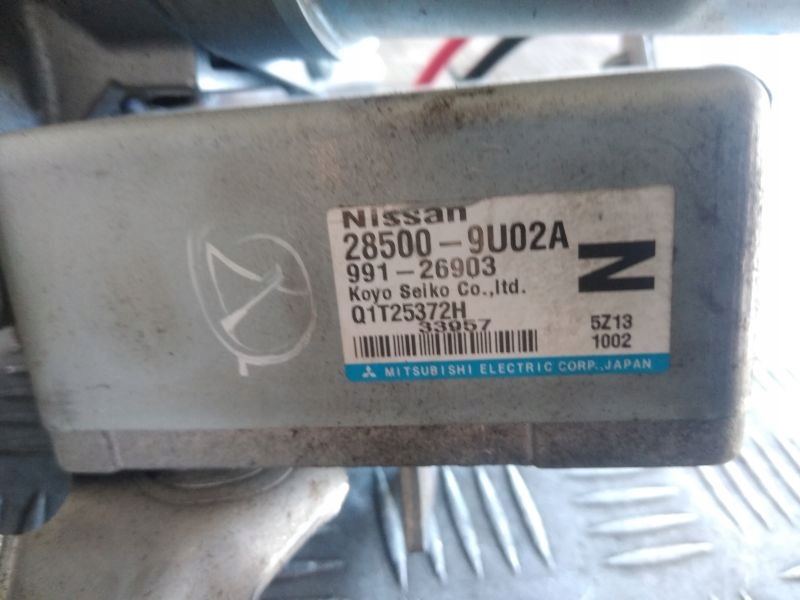 Nissan
28500-9U02A
991-26903
N
Koyo Seiko Co.,ltd.
Q1T25372H
33957
5Z13
1002
MITSUBISHI ELECTRIC CORP.,JAPAN